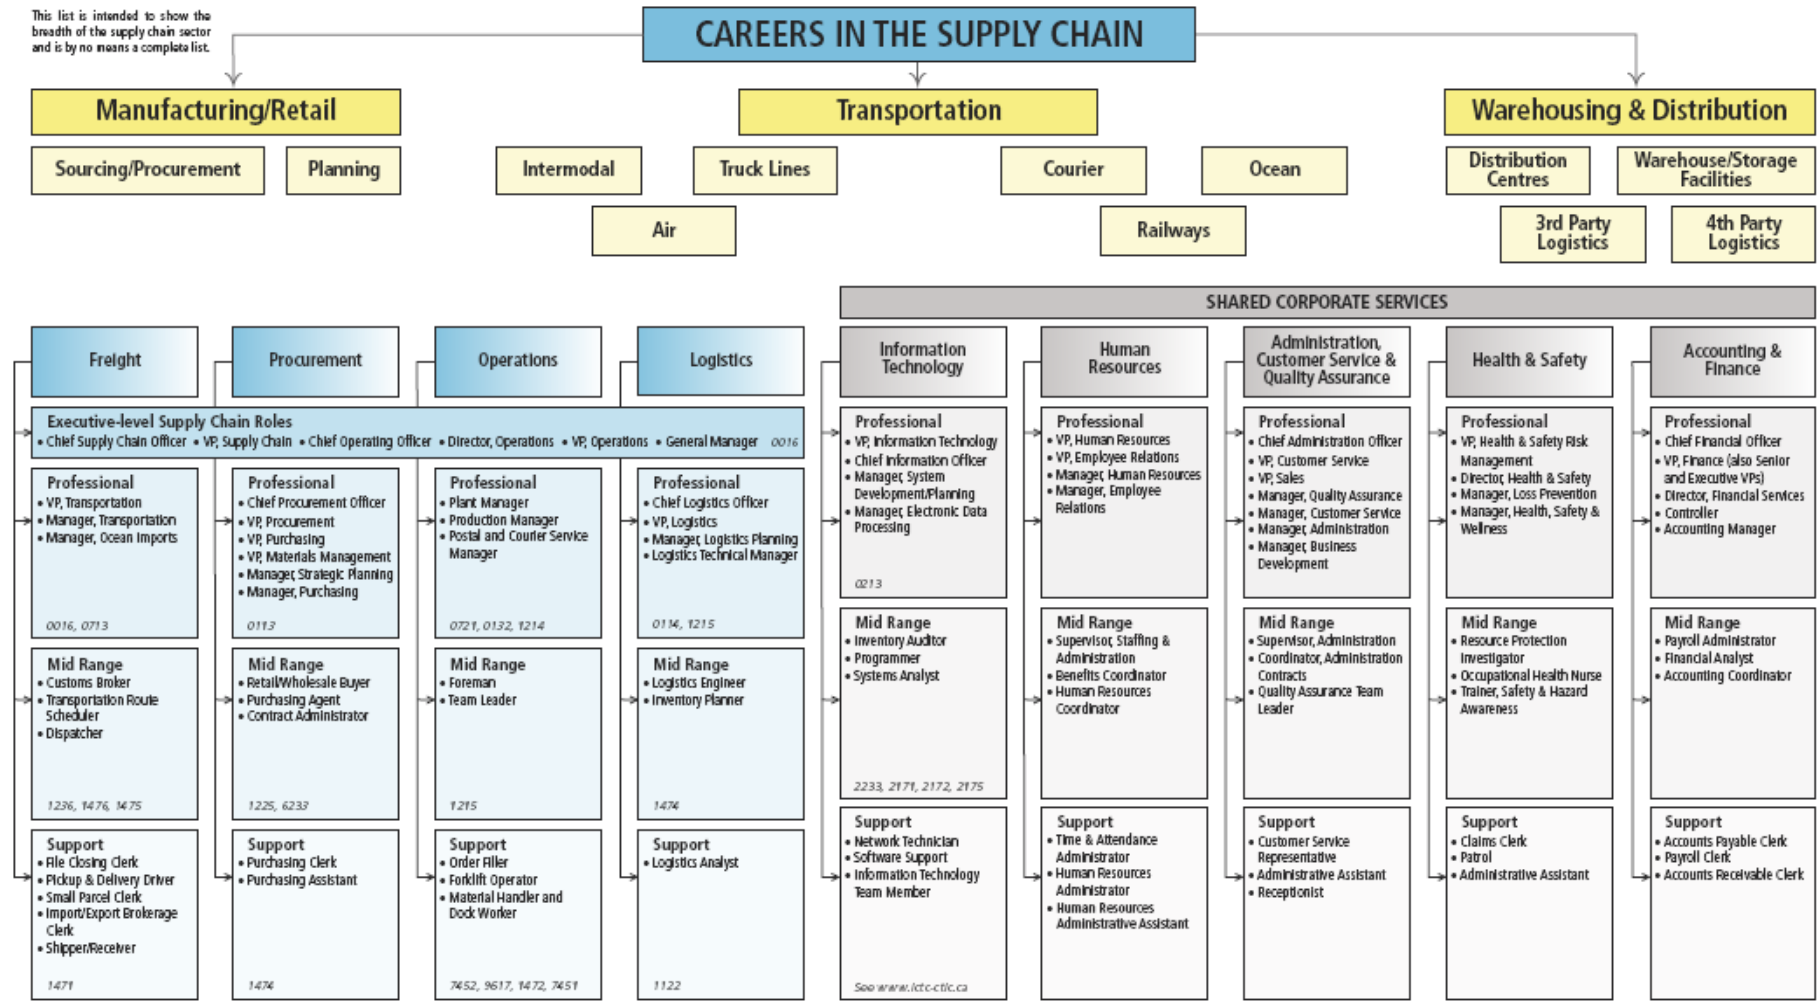 This list is intended to show the
breadth of the supply chain sector
and is by no means a complete list.
CAREERS IN THE SUPPLY CHAIN
Manufacturing/Retail
Sourcing/Procurement
Planning
Transportation
Intermodal
Truck Lines
Courier
Ocean
Air
Railways
Warehousing & Distribution
Distribution
Centres
Warehouse/Storage
Facilities
3rd Party
Logistics
4th Party
Logistics
SHARED CORPORATE SERVICES
Freight
Procurement
Operations
Logistics
Executive-level Supply Chain Roles
• Chief Supply Chain Officer • VP, Supply Chain • Chief Operating Officer • Director, Operations • VP, Operations • General Manager 0016
Professional
• VP, Transportation
• Manager, Transportation
• Manager, Ocean Imports
0016, 0713
Mid Range
• Customs Broker
• Transportation Route
Scheduler
• Dispatcher
1236, 1476, 1475
Support
• File Closing Clerk
• Pickup & Delivery Driver
• Small Parcel Clerk
• Import/Export Brokerage
Clerk
• Shipper/Receiver
1471
Professional
• Chief Procurement Officer
• VP, Procurement
• VP, Purchasing
• VP, Materials Management
• Manager, Strategic Planning
• Manager, Purchasing
0113
Mid Range
• Retail/Wholesale Buyer
• Purchasing Agent
• Contract Administrator
1225, 6233
Support
• Purchasing Clerk
• Purchasing Assistant
1474
Professional
• Plant Manager
• Production Manager
• Postal and Courier Service
Manager
0721, 0132, 1214
Mid Range
• Foreman
• Team Leader
1215
Support
• Order Filler
• Forklift Operator
• Material Handler and
Dock Worker
7452, 9617, 1472, 7451
Professional
• Chief Logistics Officer
• VP, Logistics
• Manager, Logistics Planning
• Logistics Technical Manager
0114, 1215
Mid Range
• Logistics Engineer
• Inventory Planner
1474
Support
• Logistics Analyst
1122
Information
Technology
Professional
• VP, Information Technology
• Chief Information Officer
• Manager, System
Development/Planning
• Manager, Electronic Data
Processing
0213
Mid Range
• Inventory Auditor
• Programmer
• Systems Analyst
2233, 2171, 2172, 2175
Support
• Network Technician
• Software Support
• Information Technology
Team Member
See www.ictc-ctic.ca
Human
Resources
Professional
• VP, Human Resources
• VP, Employee Relations
• Manager, Human Resources
• Manager, Employee
Relations
Mid Range
• Supervisor, Staffing &
Administration
• Benefits Coordinator
• Human Resources
Coordinator
Support
• Time & Attendance
Administrator
• Human Resources
Administrator
• Human Resources
Administrative Assistant
Administration,
Customer Service &
Quality Assurance
Professional
• Chief Administration Officer
• VP, Customer Service
• VP, Sales
• Manager, Quality Assurance
• Manager, Customer Service
• Manager, Administration
• Manager, Business
Development
Mid Range
• Supervisor, Administration
• Coordinator, Administration
Contracts
• Quality Assurance Team
Leader
Support
• Customer Service
Representative
• Administrative Assistant
• Receptionist
Health & Safety
Professional
• VP, Health & Safety Risk
Management
• Director, Health & Safety
• Manager, Loss Prevention
• Manager, Health, Safety &
Wellness
Mid Range
• Resource Protection
Investigator
• Occupational Health Nurse
• Trainer, Safety & Hazard
Awareness
Support
• Claims Clerk
• Patrol
• Administrative Assistant
Accounting &
Finance
Professional
• Chief Financial Officer
• VP, Finance (also Senior
and Executive VPs)
• Director, Financial Services
• Controller
• Accounting Manager
Mid Range
• Payroll Administrator
• Financial Analyst
• Accounting Coordinator
Support
• Accounts Payable Clerk
• Payroll Clerk
• Accounts Receivable Clerk